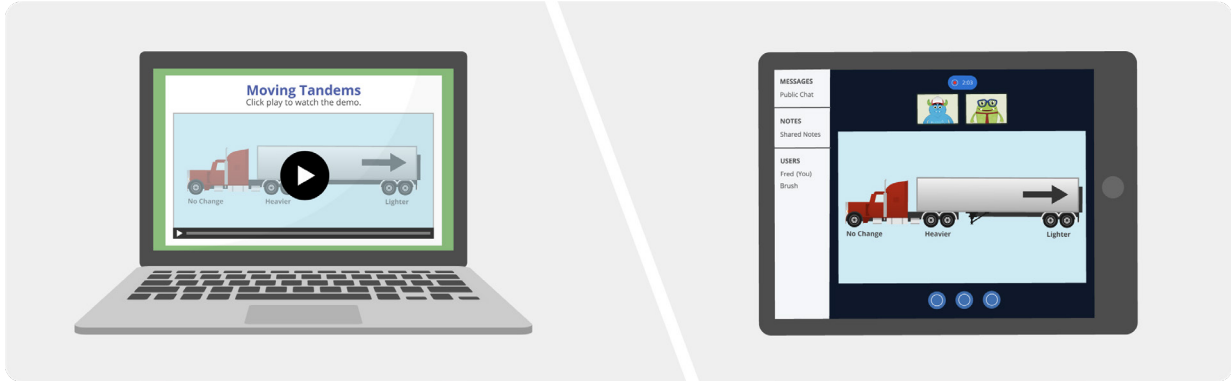 Moving Tandems
Click play to watch the demo.
No Change
Heavier
Lighter
MESSAGES
Public Chat
NOTES
Shared Notes
USERS
Fred (You)
Brush
2:03
No Change
Heavier
Lighter